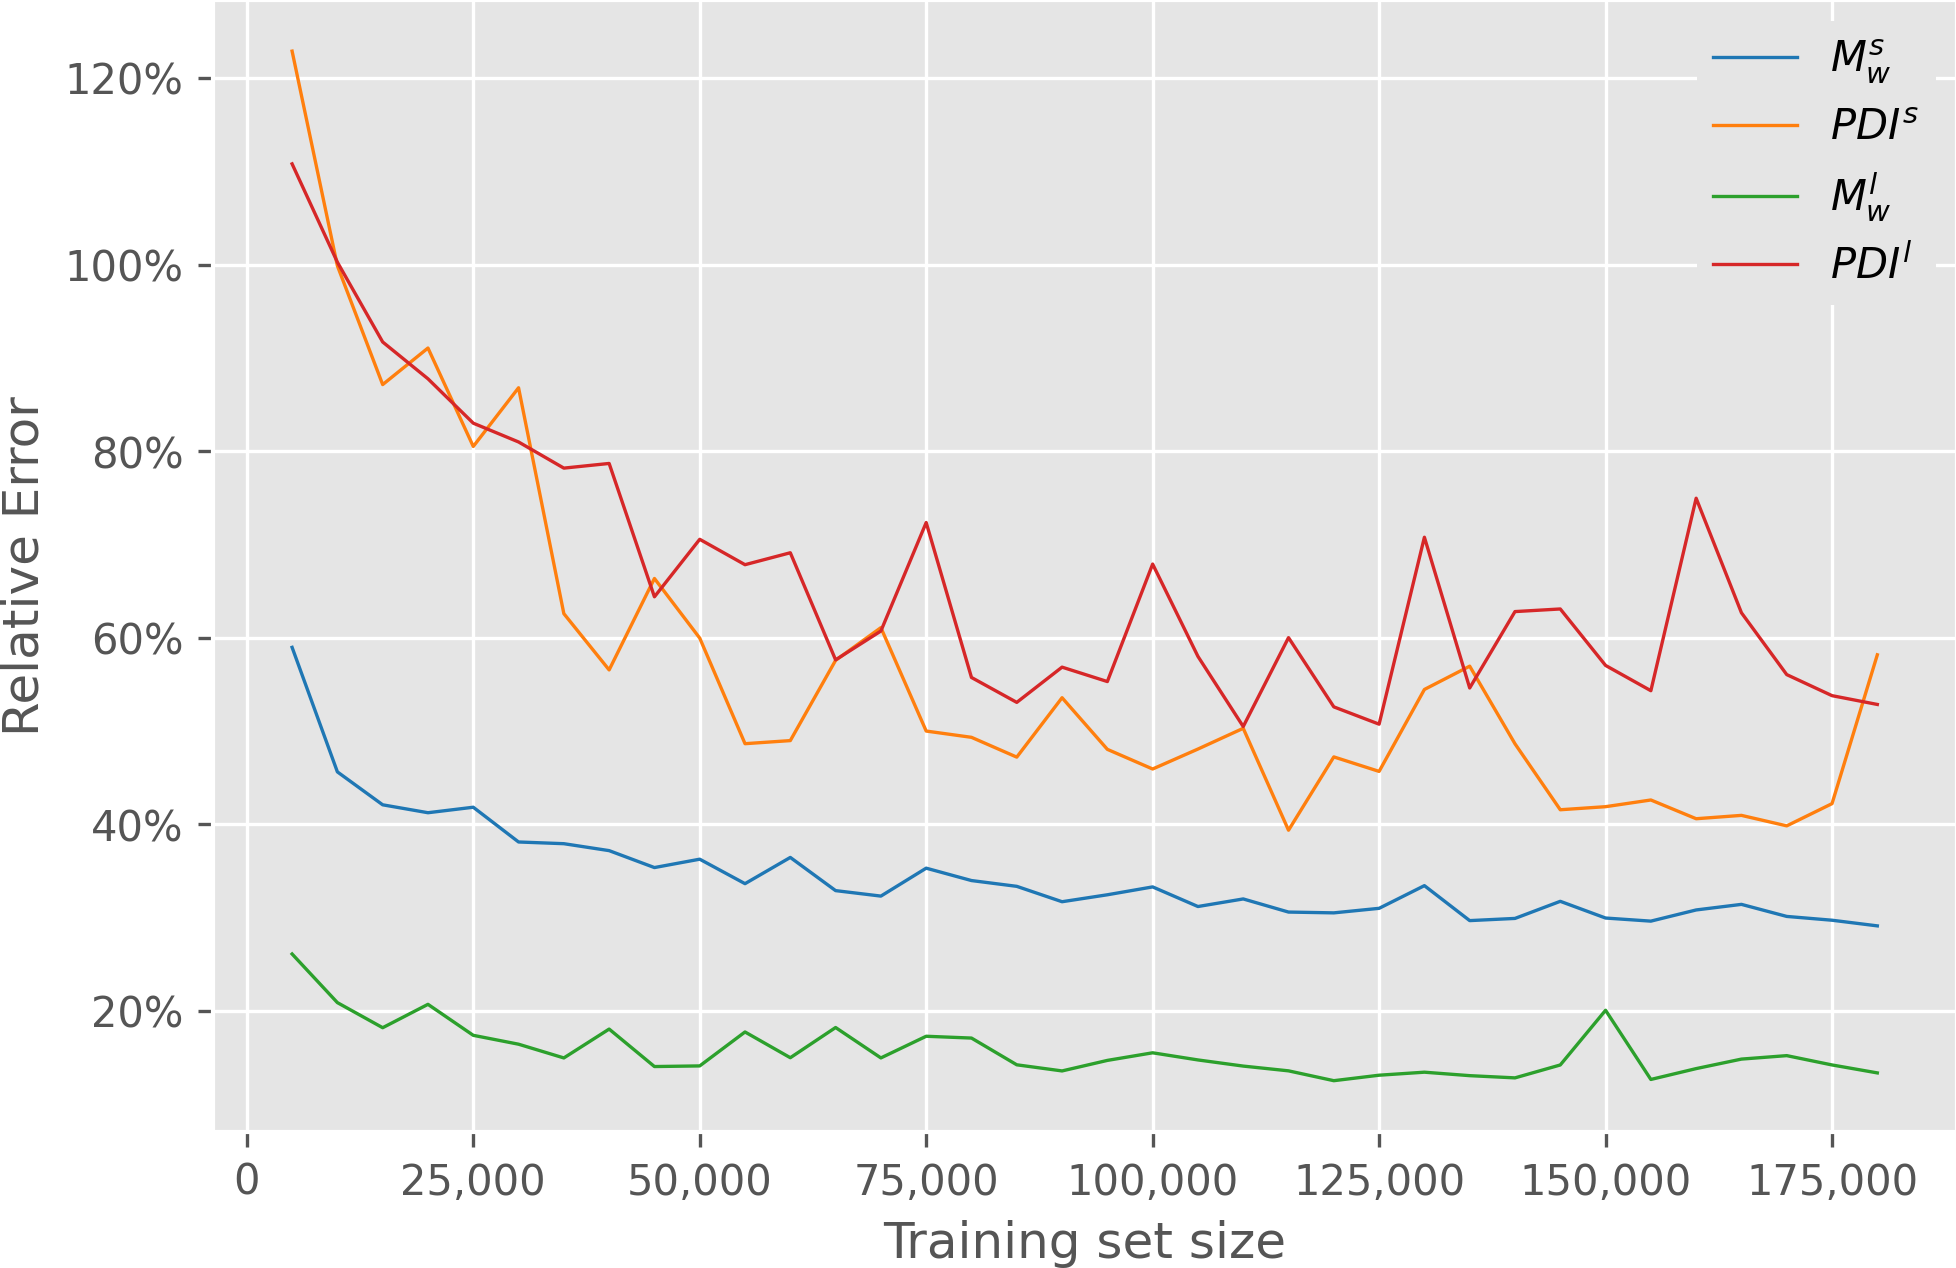 120%
100%
80%
60%
40%
20%
Relative Error
0 25,000 50,000 75,000 100,000 125,000 150,000 175,000
Training set size
M_w^s
PDI^s
M_w^l
PDI^l